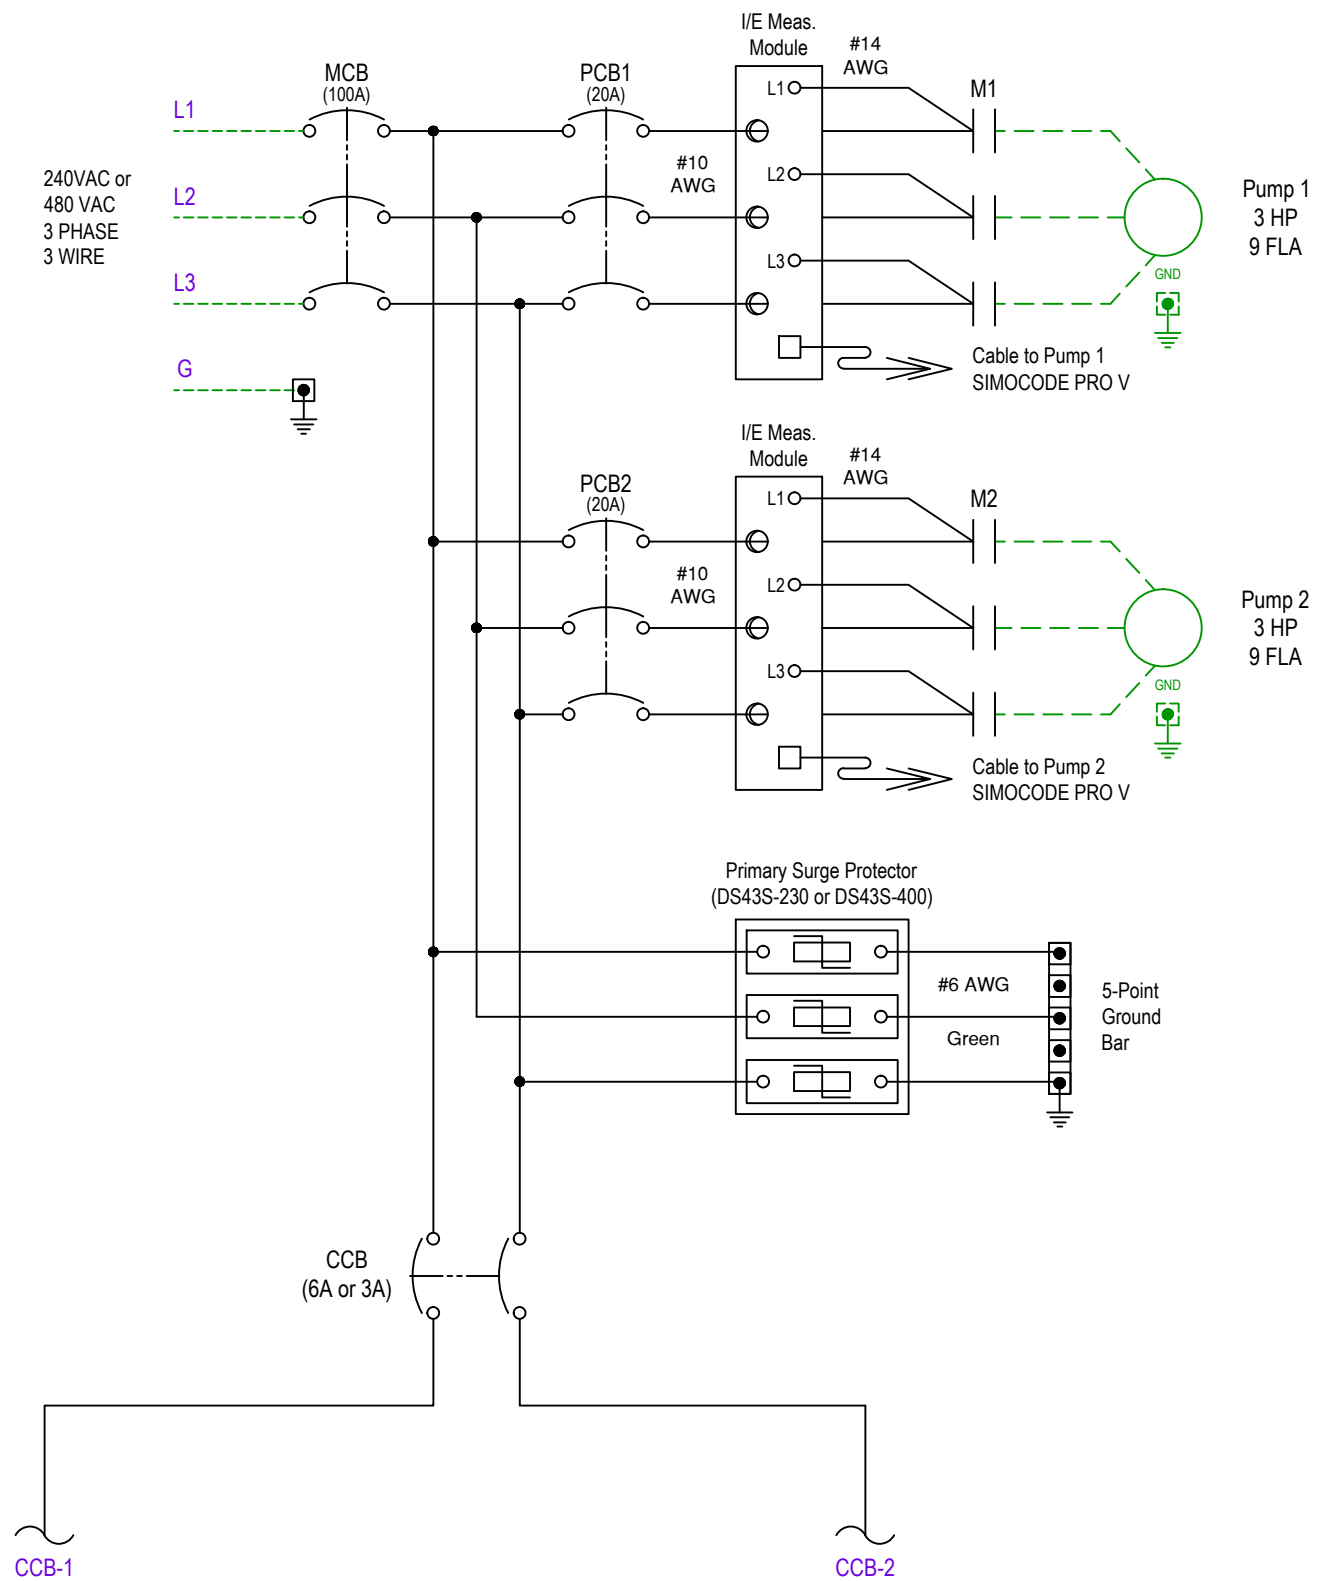 I/E Meas.
Module
#14
AWG
MCB
(100A)
PCB1
(20A)
L1
L1
M1
240VAC or
480 VAC
3 PHASE
3 WIRE
#10
AWG
L2
L2
Pump 1
3 HP
9 FLA
L3
L3
GND
G
Cable to Pump 1
SIMOCODE PRO V
I/E Meas.
Module
#14
AWG
PCB2
(20A)
L1
M2
#10
AWG
L2
Pump 2
3 HP
9 FLA
L3
GND
Cable to Pump 2
SIMOCODE PRO V
Primary Surge Protector
(DS43S-230 or DS43S-400)
#6 AWG
Green
5-Point
Ground
Bar
CCB
(6A or 3A)
CCB-1
CCB-2